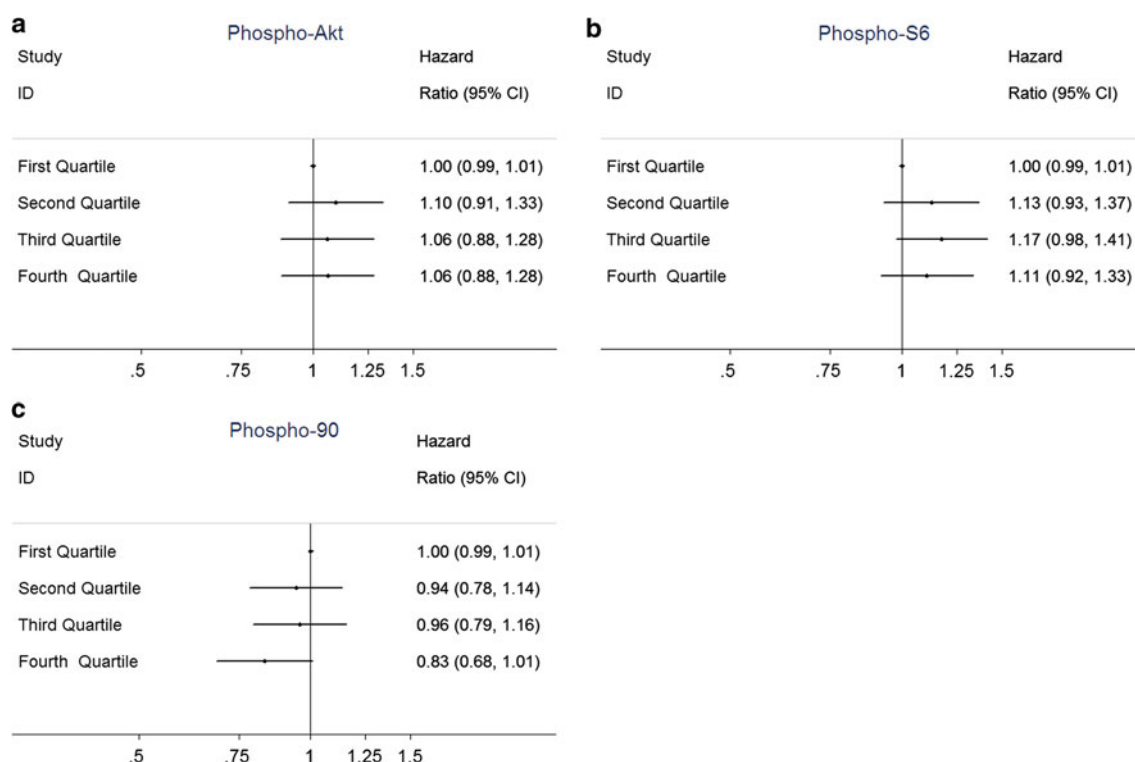 a
Phospho-Akt
Study Hazard
ID Ratio (95% CI)
First Quartile 1.00 (0.99, 1.01)
Second Quartile 1.10 (0.91, 1.33)
Third Quartile 1.06 (0.88, 1.28)
Fourth Quartile 1.06 (0.88, 1.28)
.5 .75 1 1.25 1.5
b
Phospho-S6
Study Hazard
ID Ratio (95% CI)
First Quartile 1.00 (0.99, 1.01)
Second Quartile 1.13 (0.93, 1.37)
Third Quartile 1.17 (0.98, 1.41)
Fourth Quartile 1.11 (0.92, 1.33)
.5 .75 1 1.25 1.5
c
Phospho-90
Study Hazard
ID Ratio (95% CI)
First Quartile 1.00 (0.99, 1.01)
Second Quartile 0.94 (0.78, 1.14)
Third Quartile 0.96 (0.79, 1.16)
Fourth Quartile 0.83 (0.68, 1.01)
.5 .75 1 1.25 1.5